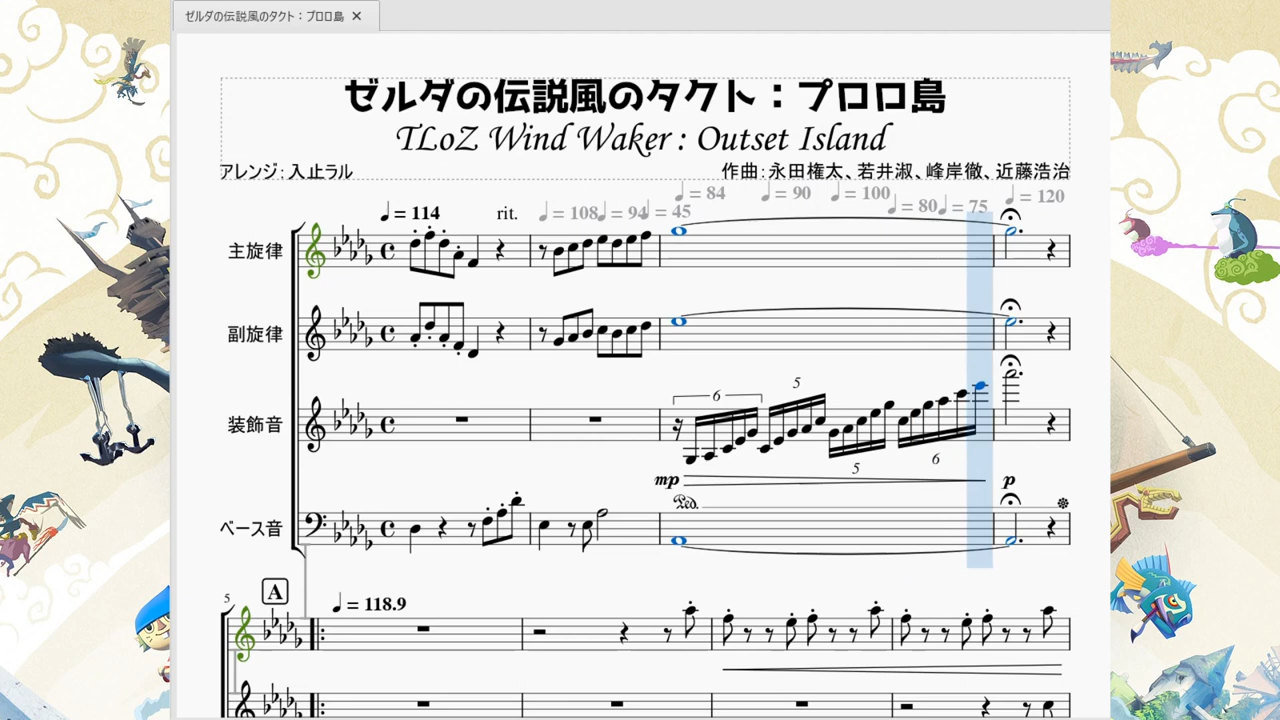 ゼルダの伝説風のタクト：プロロ島 ✕
ゼルダの伝説風のタクト：プロロ島
TLoZ Wind Waker : Outset Island
アレンジ：入止ラル
作曲：永田権太、若井淑、峰岸徹、近藤浩治
♩ = 84 ♩ = 90 ♩ = 100 ♩ = 80 ♩ = 75 ♩ = 120
♩ = 114 rit. ♩ = 108 ♩ = 94 ♩ = 45
主旋律
副旋律
6 5
装飾音
5 6
mp p
Ped.
ベース音
5 A ♩ = 118.9